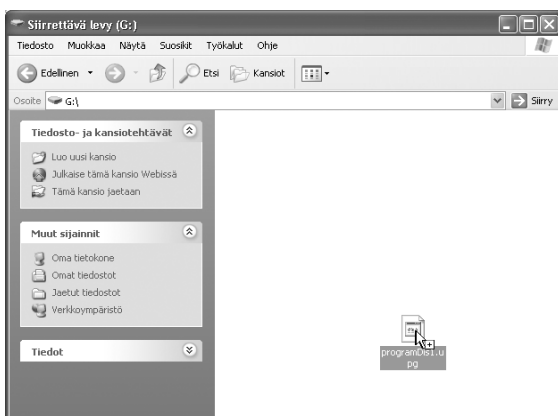 Siirrettävä levy (G:)
Tiedosto Muokkaa Näytä Suosikit Työkalut Ohje
Edellinen Etsi Kansiot
Osoite G:\ Siirry
Tiedosto- ja kansiotehtävät
Luo uusi kansio
Julkaise tämä kansio Webissä
Tämä kansio jaetaan
Muut sijainnit
Oma tietokone
Omat tiedostot
Jaetut tiedostot
Verkkoympäristö
Tiedot
programDis1.u
pg